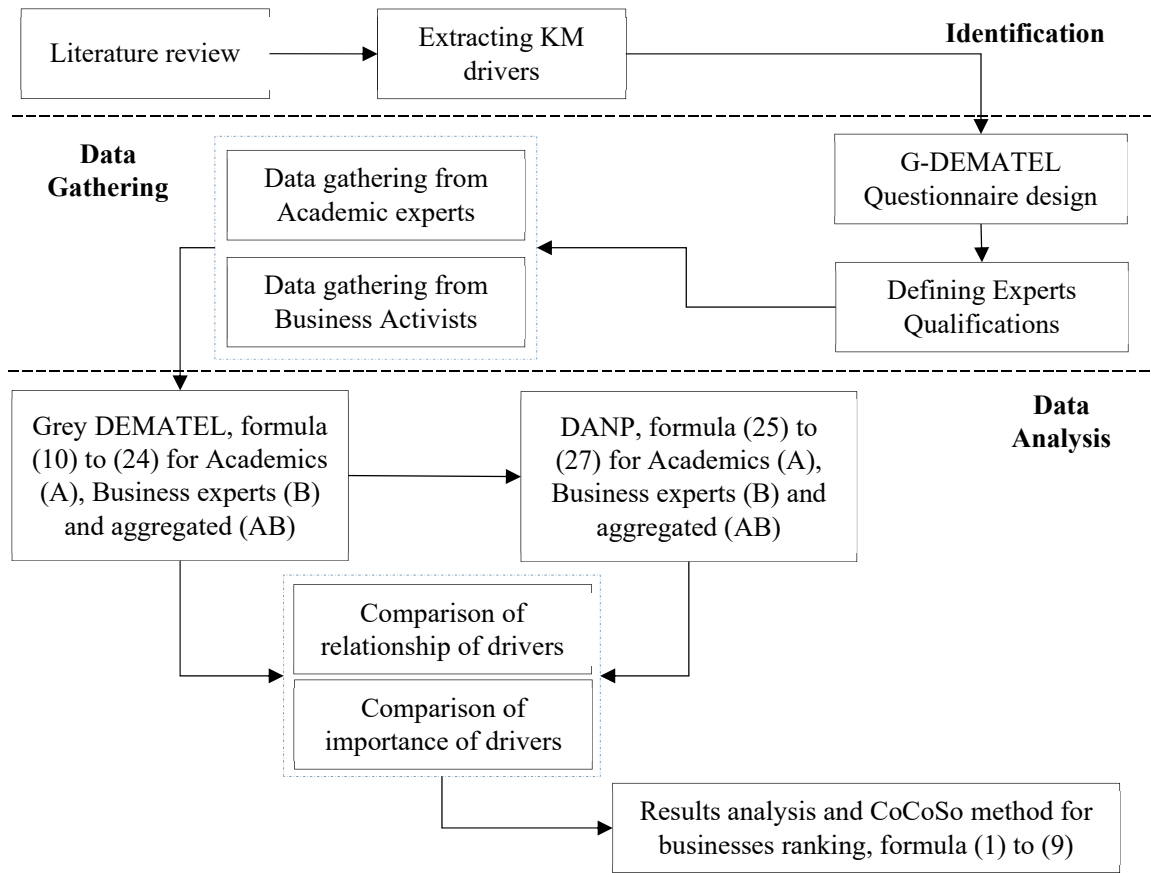 Literature review
Extracting KM
drivers
Identification
Data
Gathering
Data gathering from
Academic experts
Data gathering from
Business Activists
G-DEMATEL
Questionnaire design
Defining Experts
Qualifications
Grey DEMATEL, formula
(10) to (24) for Academics
(A), Business experts (B)
and aggregated (AB)
DANP, formula (25) to
(27) for Academics (A),
Business experts (B) and
aggregated (AB)
Data
Analysis
Comparison of
relationship of drivers
Comparison of
importance of drivers
Results analysis and CoCoSo method for
businesses ranking, formula (1) to (9)